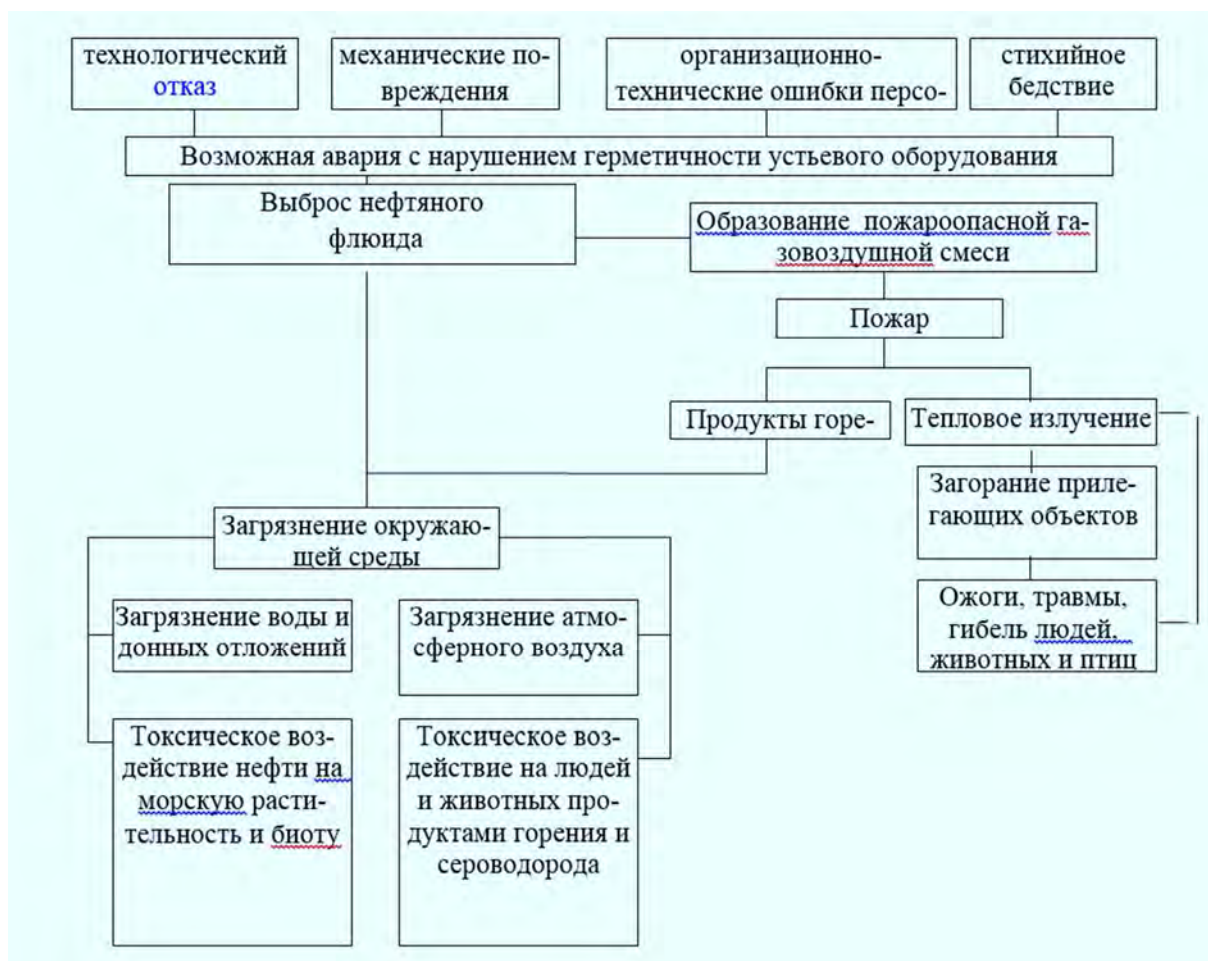 технологический
отказ
механические по-
вреждения
организационно-
технические ошибки персо-
стихийное
бедствие
Возможная авария с нарушением герметичности устьевого оборудования
Выброс нефтяного
флюида
Образование пожароопасной га-
зовоздушной смеси
Пожар
Продукты горе-
Тепловое излучение
Загорание приле-
гающих объектов
Загрязнение окружаю-
щей среды
Ожоги, травмы,
гибель людей,
животных и птиц
Загрязнение воды и
донных отложений
Загрязнение атмо-
сферного воздуха
Токсическое воз-
действие нефти на
морскую расти-
тельность и биоту
Токсическое воз-
действие на людей
и животных про-
дуктами горения и
сероводорода